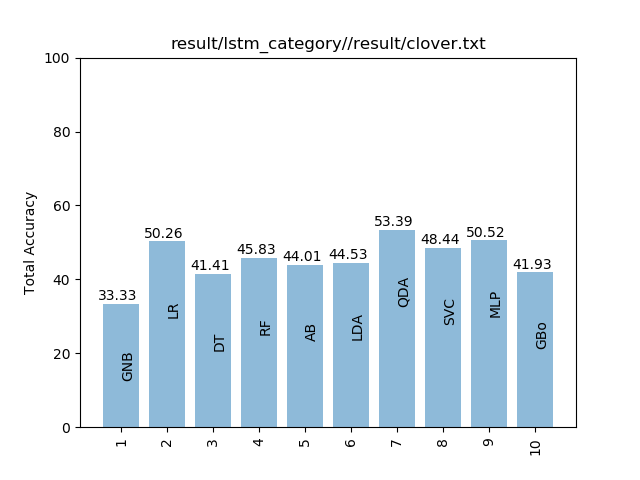 result/lstm_category//result/clover.txt
Total Accuracy
100
80
60
40
20
0
33.33
50.26
41.41
45.83
44.01
44.53
53.39
48.44
50.52
41.93
GNB
LR
DT
RF
AB
LDA
QDA
SVC
MLP
GBo
1
2
3
4
5
6
7
8
9
10